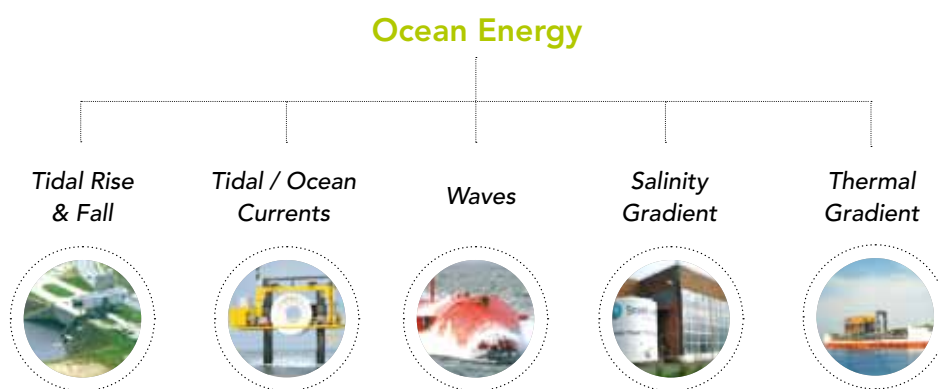 Ocean Energy
Tidal Rise
& Fall
Tidal / Ocean
Currents
Waves
Salinity
Gradient
Thermal
Gradient